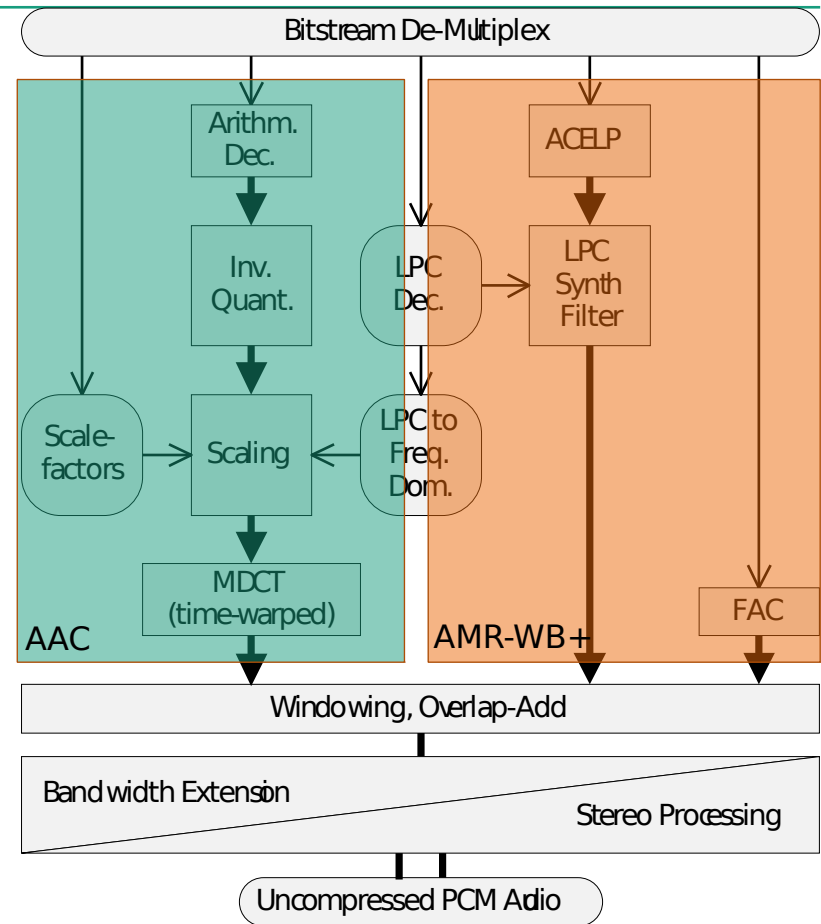 Bitstream De-Multiplex
Arithm.
Dec.
ACELP
Inv.
Quant.
LPC
Dec.
LPC
Synth
Filter
Scale-
factors
Scaling
LPC to
Freq.
Dom.
MDCT
(time-warped)
FAC
AAC
AMR-WB+
Windowing, Overlap-Add
Bandwidth Extension
Stereo Processing
Uncompressed PCM Audio